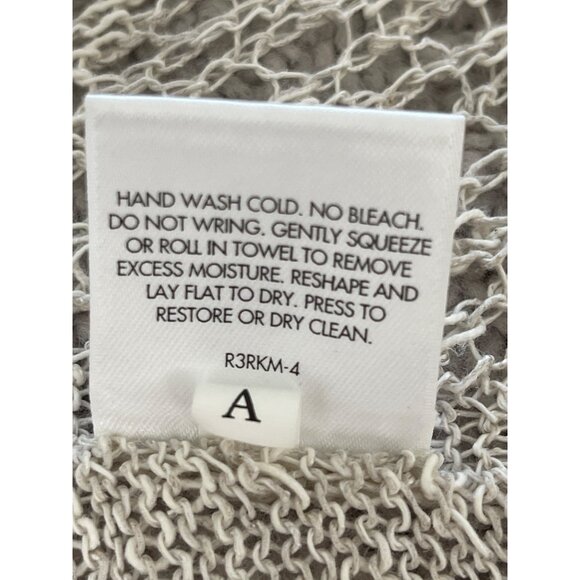 HAND WASH COLD. NO BLEACH.
DO NOT WRING. GENTLY SQUEEZE
OR ROLL IN TOWEL TO REMOVE
EXCESS MOISTURE. RESHAPE AND
LAY FLAT TO DRY. PRESS TO
RESTORE OR DRY CLEAN.
R3RKM-4
A